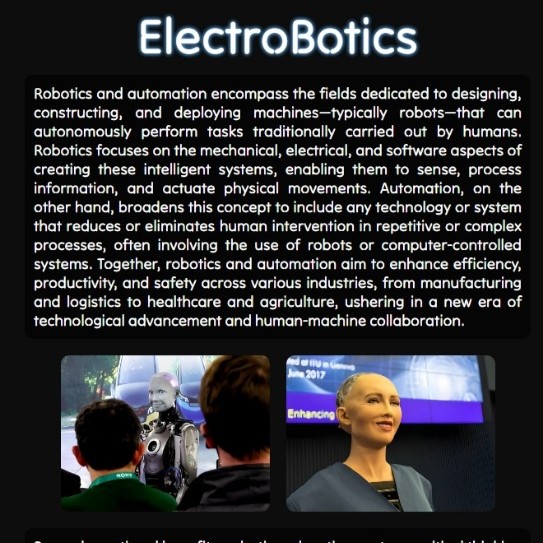 ElectroBotics
Robotics and automation encompass the fields dedicated to designing,
constructing, and deploying machines—typically robots—that can
autonomously perform tasks traditionally carried out by humans.
Robotics focuses on the mechanical, electrical, and software aspects of
creating these intelligent systems, enabling them to sense, process
information, and actuate physical movements. Automation, on the
other hand, broadens this concept to include any technology or system
that reduces or eliminates human intervention in repetitive or complex
processes, often involving the use of robots or computer-controlled
systems. Together, robotics and automation aim to enhance efficiency,
productivity, and safety across various industries, from manufacturing
and logistics to healthcare and agriculture, ushering in a new era of
technological advancement and human-machine collaboration.
at ITU in Geneva
June 2017
Enhancing